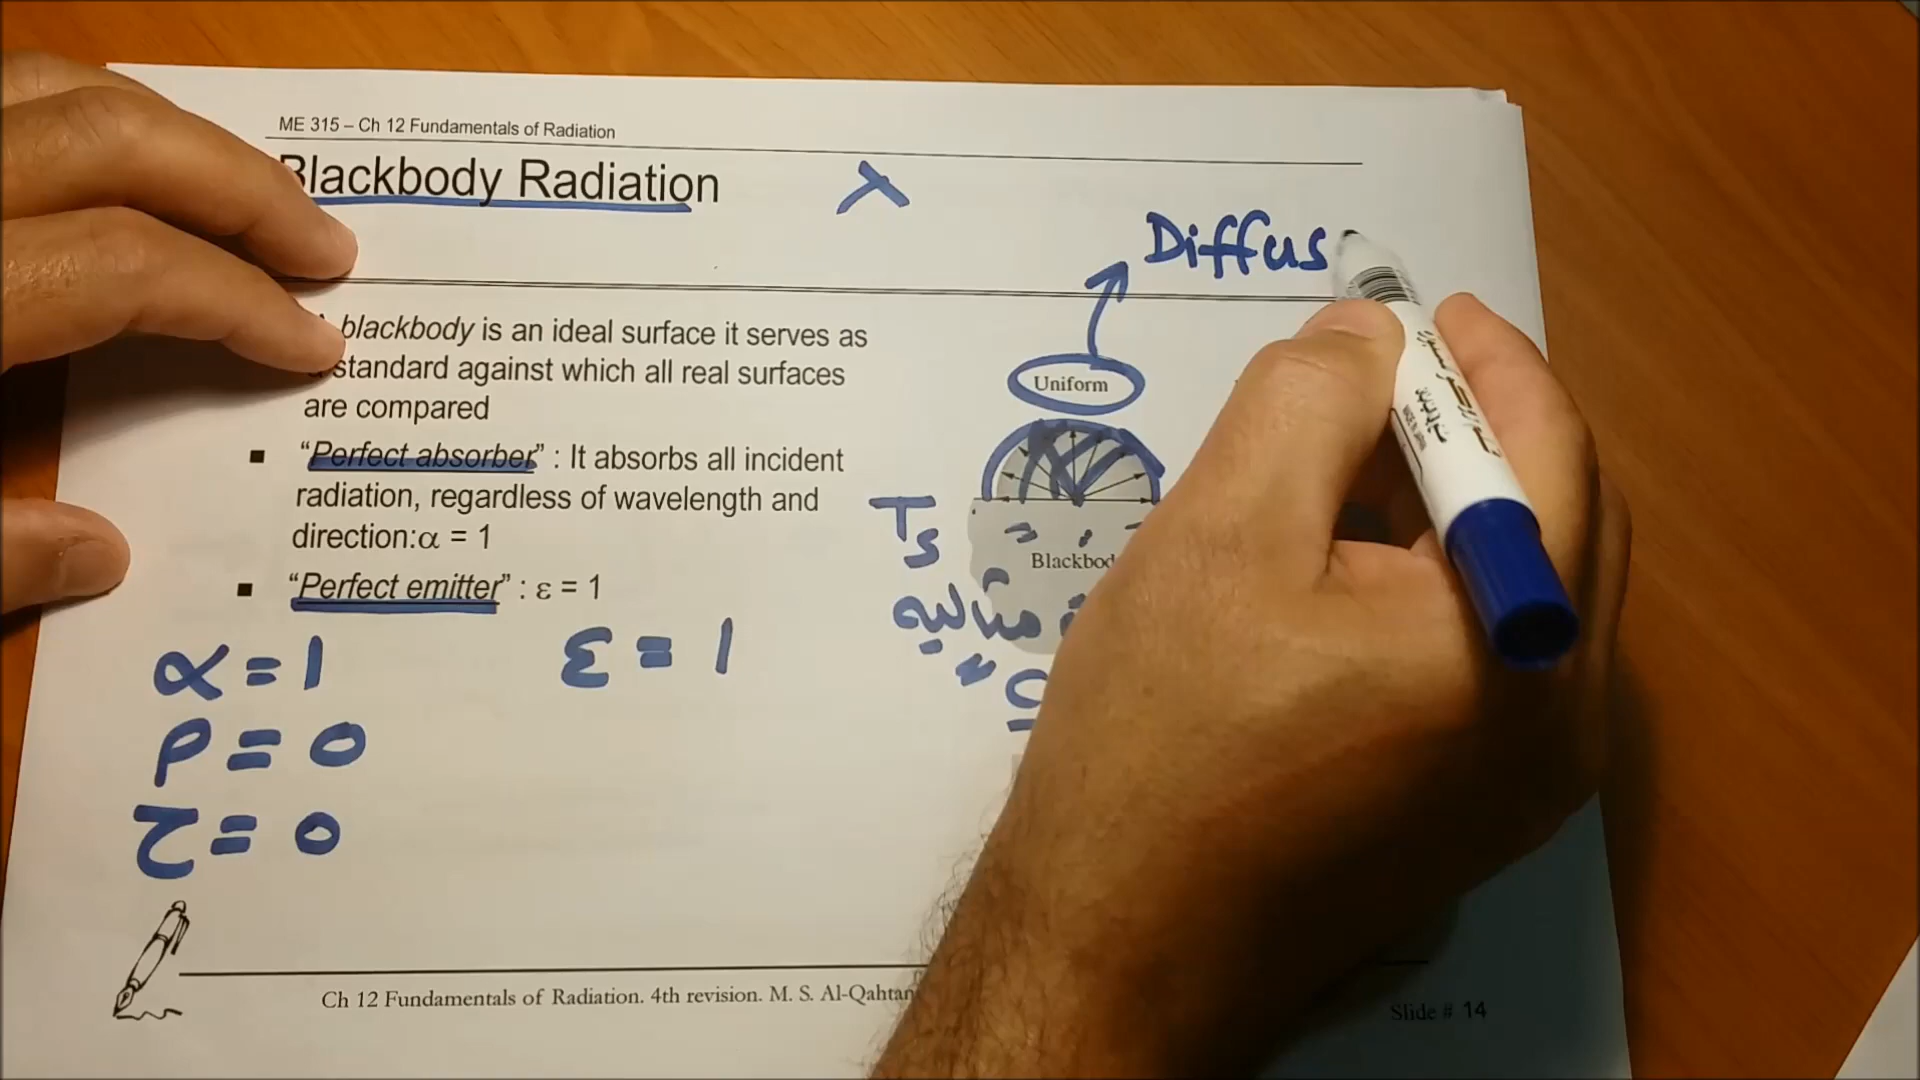 ME 315 – Ch 12 Fundamentals of Radiation
Blackbody Radiation
λ
Diffus
blackbody is an ideal surface it serves as
standard against which all real surfaces
are compared
Uniform
▪ “Perfect absorber” : It absorbs all incident
radiation, regardless of wavelength and
direction:α = 1
Ts
Blackbod
▪ “Perfect emitter” : ε = 1
مثاليه
α = 1
ε = 1
ρ = 0
τ = 0
Ch 12 Fundamentals of Radiation. 4th revision. M. S. Al-Qahtan
Slide # 14